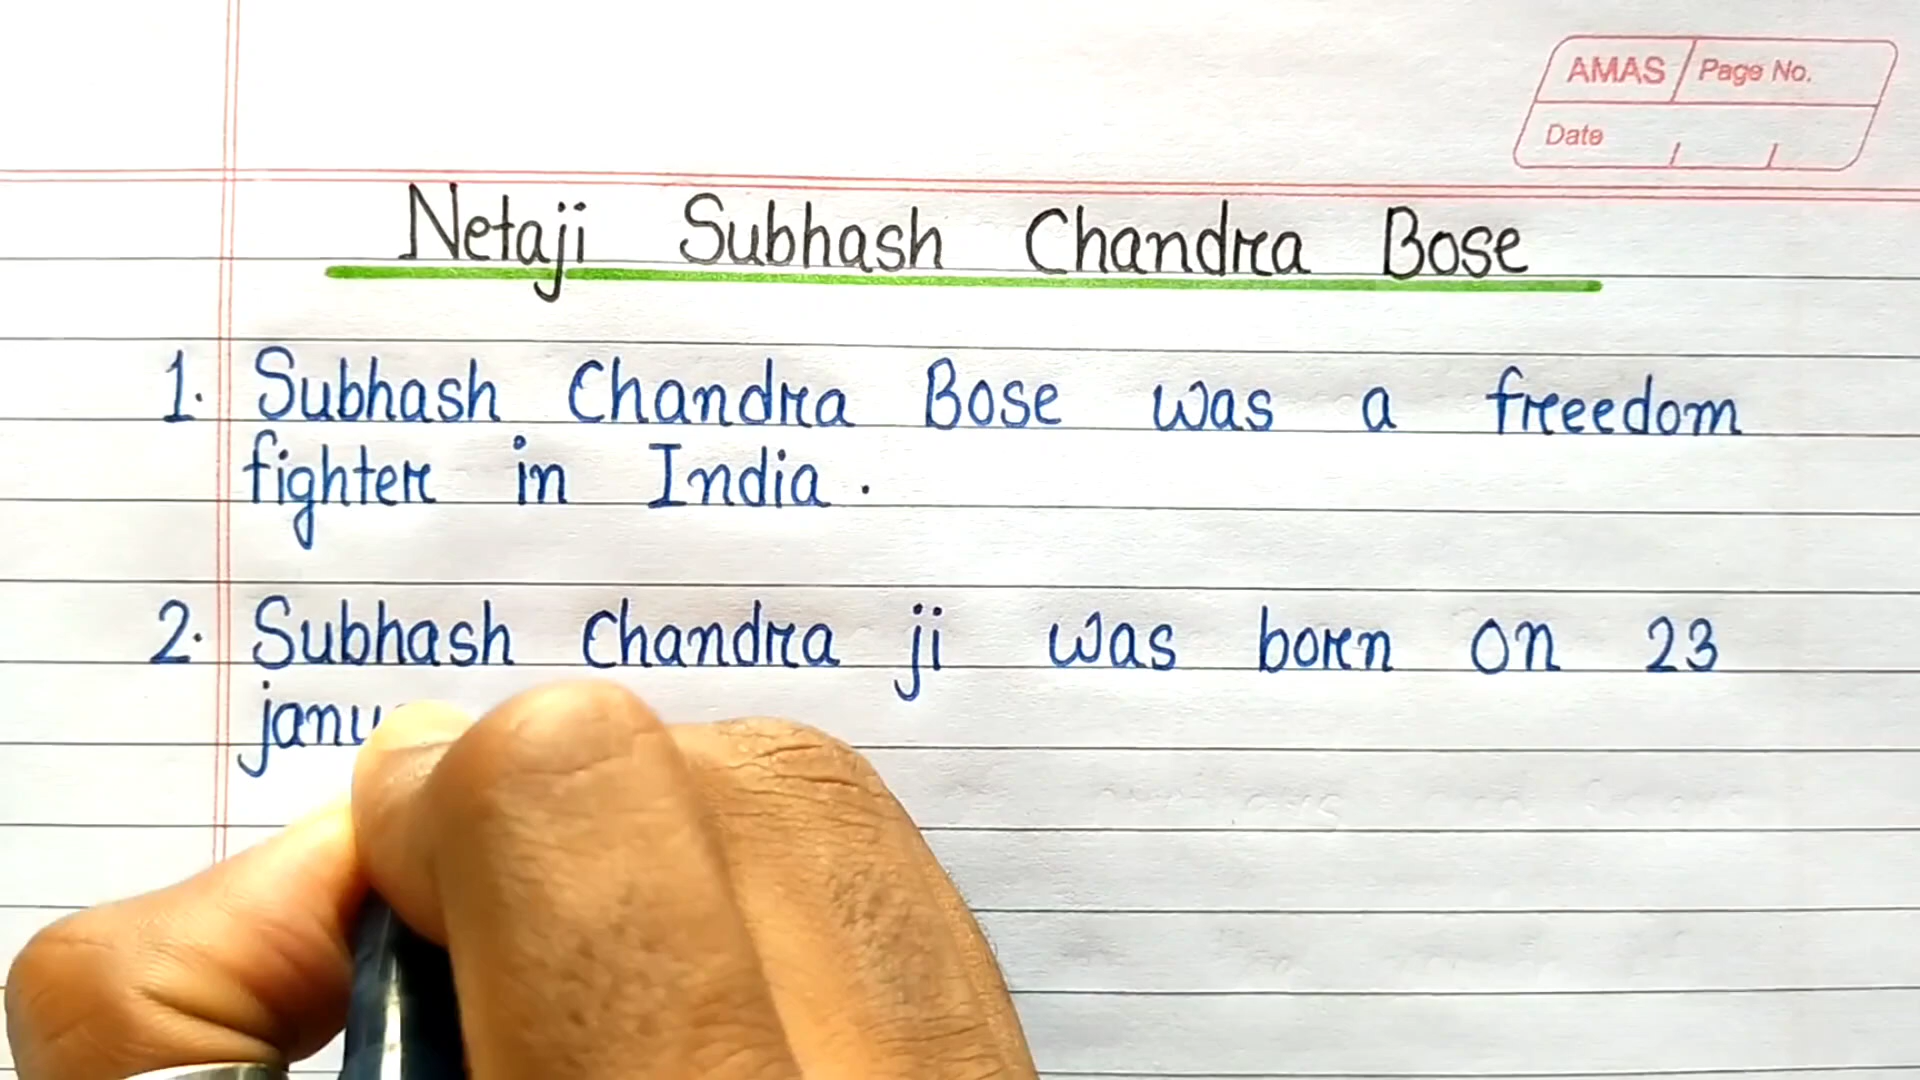 AMAS Page No.
Date / /
Netaji Subhash Chandra Bose
1. Subhash Chandra Bose was a freedom
fighter in India.
2. Subhash Chandra ji was born on 23